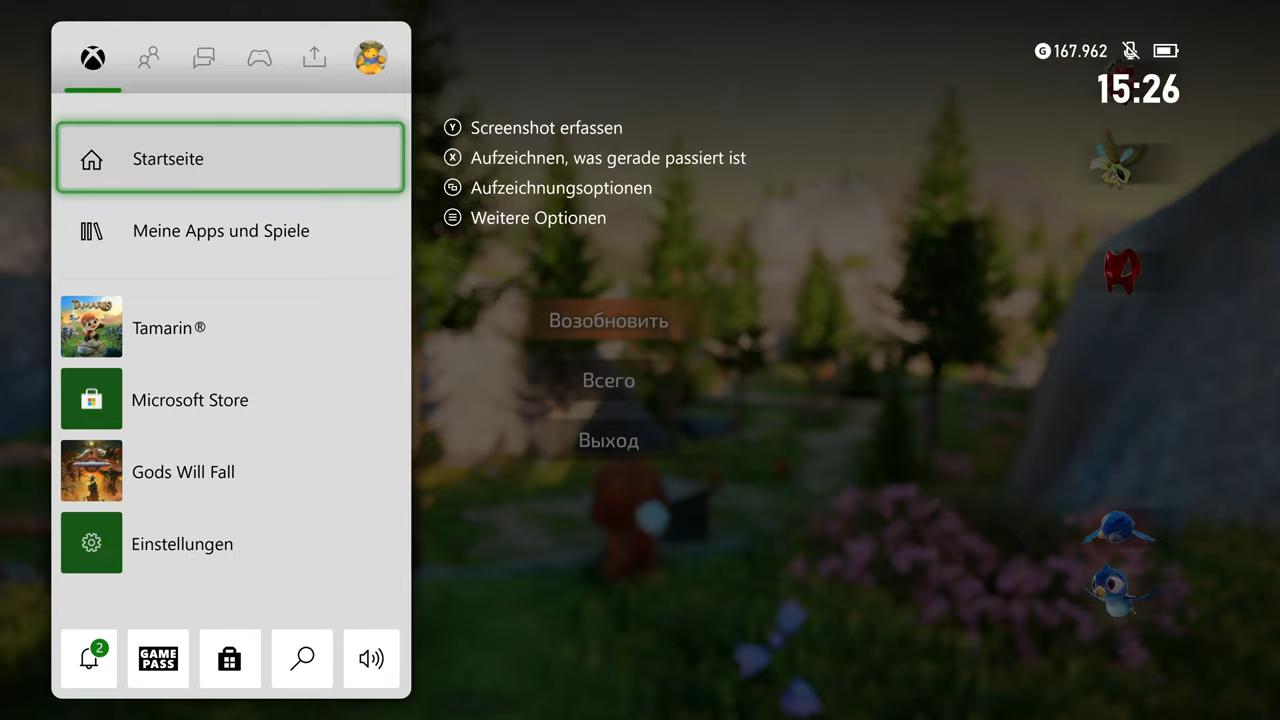 G 167.962
15:26
Y Screenshot erfassen
X Aufzeichnen, was gerade passiert ist
Aufzeichnungsoptionen
Weitere Optionen
Startseite
Meine Apps und Spiele
TAMARIN
Tamarin®
Microsoft Store
Gods Will Fall
Einstellungen
2
GAME
PASS
Возобновить
Всего
Выход